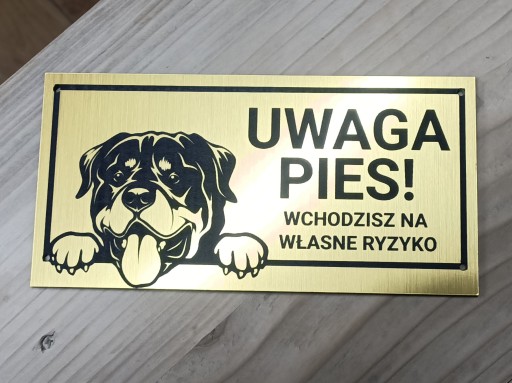 UWAGA
PIES!
WCHODZISZ NA
WŁASNE RYZYKO